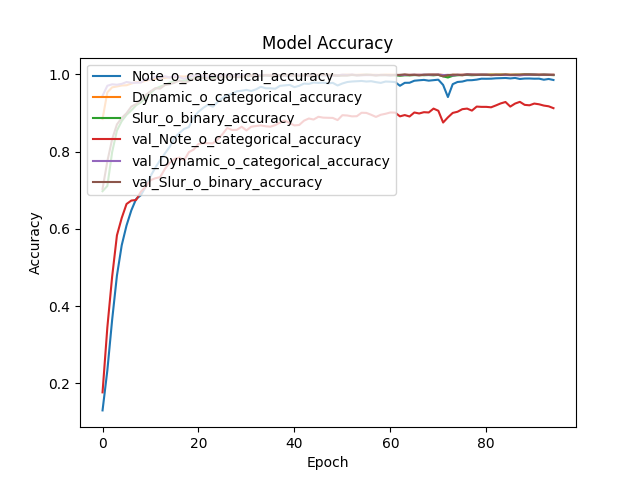 Model Accuracy
1.0
0.8
0.6
0.4
0.2
Accuracy
Note_o_categorical_accuracy
Dynamic_o_categorical_accuracy
Slur_o_binary_accuracy
val_Note_o_categorical_accuracy
val_Dynamic_o_categorical_accuracy
val_Slur_o_binary_accuracy
0 20 40 60 80
Epoch